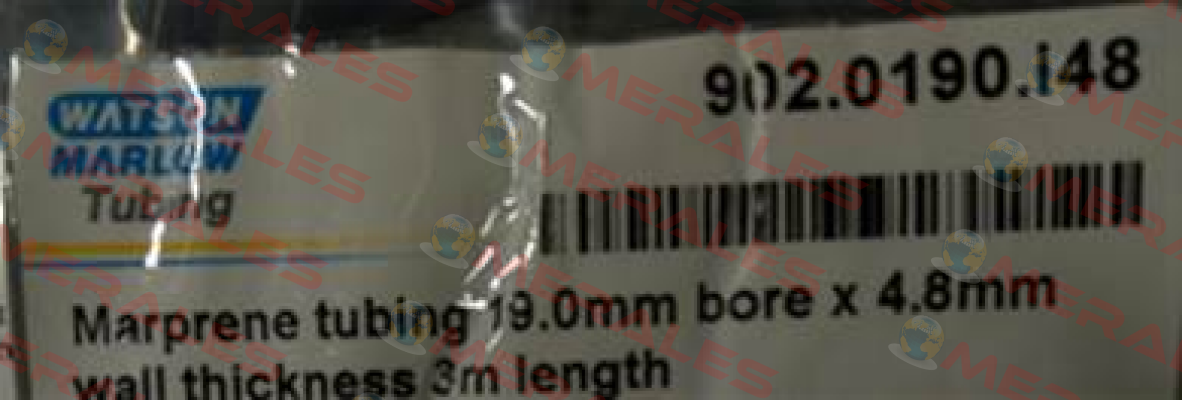 WATSON
MARLOW
Tubing
902.0190.i48
Marprene tubing 19.0mm bore x 4.8mm
wall thickness 3m length